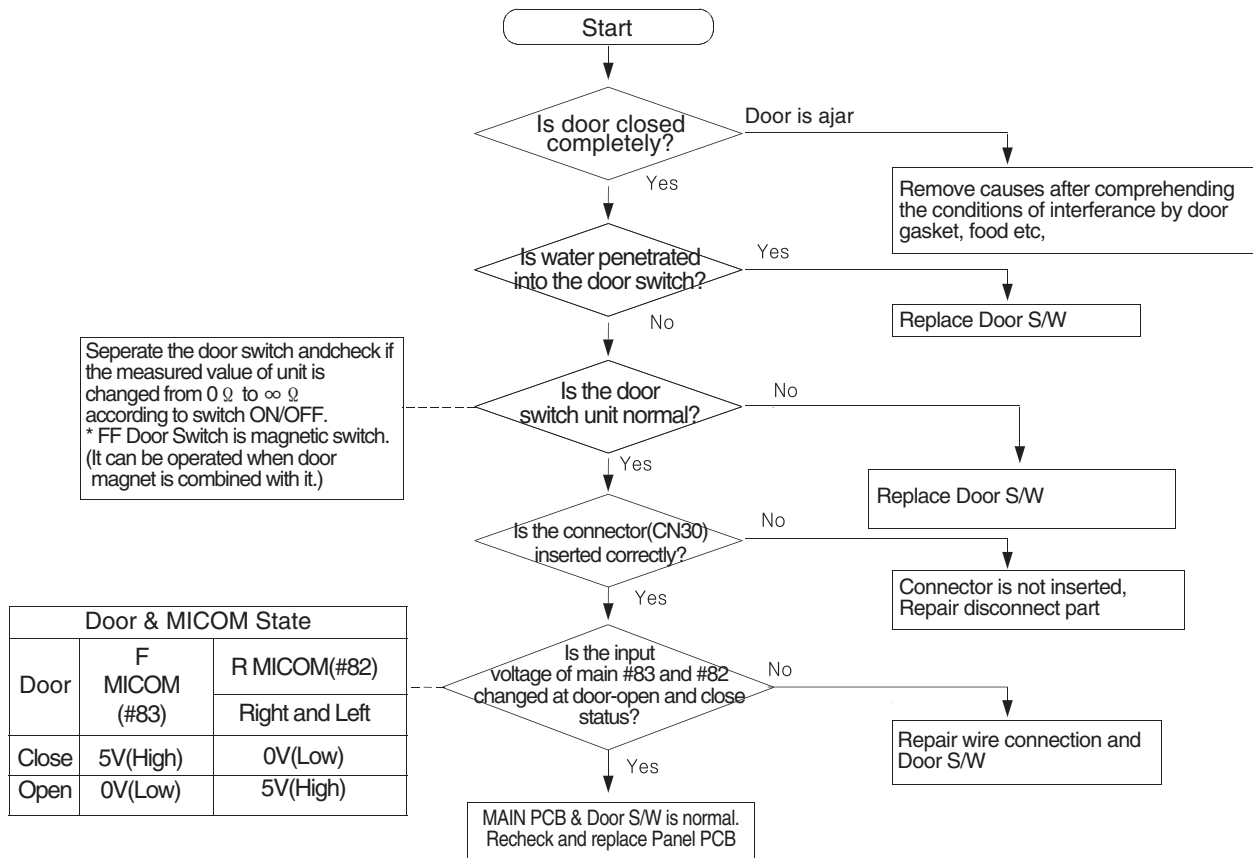 Start
Is door closed
completely?
Door is ajar
Yes
Remove causes after comprehending
the conditions of interferance by door
gasket, food etc,
Is water penetrated
into the door switch?
Yes
No
Replace Door S/W
Seperate the door switch andcheck if
the measured value of unit is
changed from 0 Ω to ∞ Ω
according to switch ON/OFF.
* FF Door Switch is magnetic switch.
(It can be operated when door
magnet is combined with it.)
Is the door
switch unit normal?
No
Yes
Replace Door S/W
Is the connector(CN30)
inserted correctly?
No
Yes
Connector is not inserted,
Repair disconnect part
Door & MICOM State
Door
F
MICOM
(#83)
R MICOM(#82)
Right and Left
Close 5V(High) 0V(Low)
Open 0V(Low) 5V(High)
Is the input
voltage of main #83 and #82
changed at door-open and close
status?
No
Yes
Repair wire connection and
Door S/W
MAIN PCB & Door S/W is normal.
Recheck and replace Panel PCB